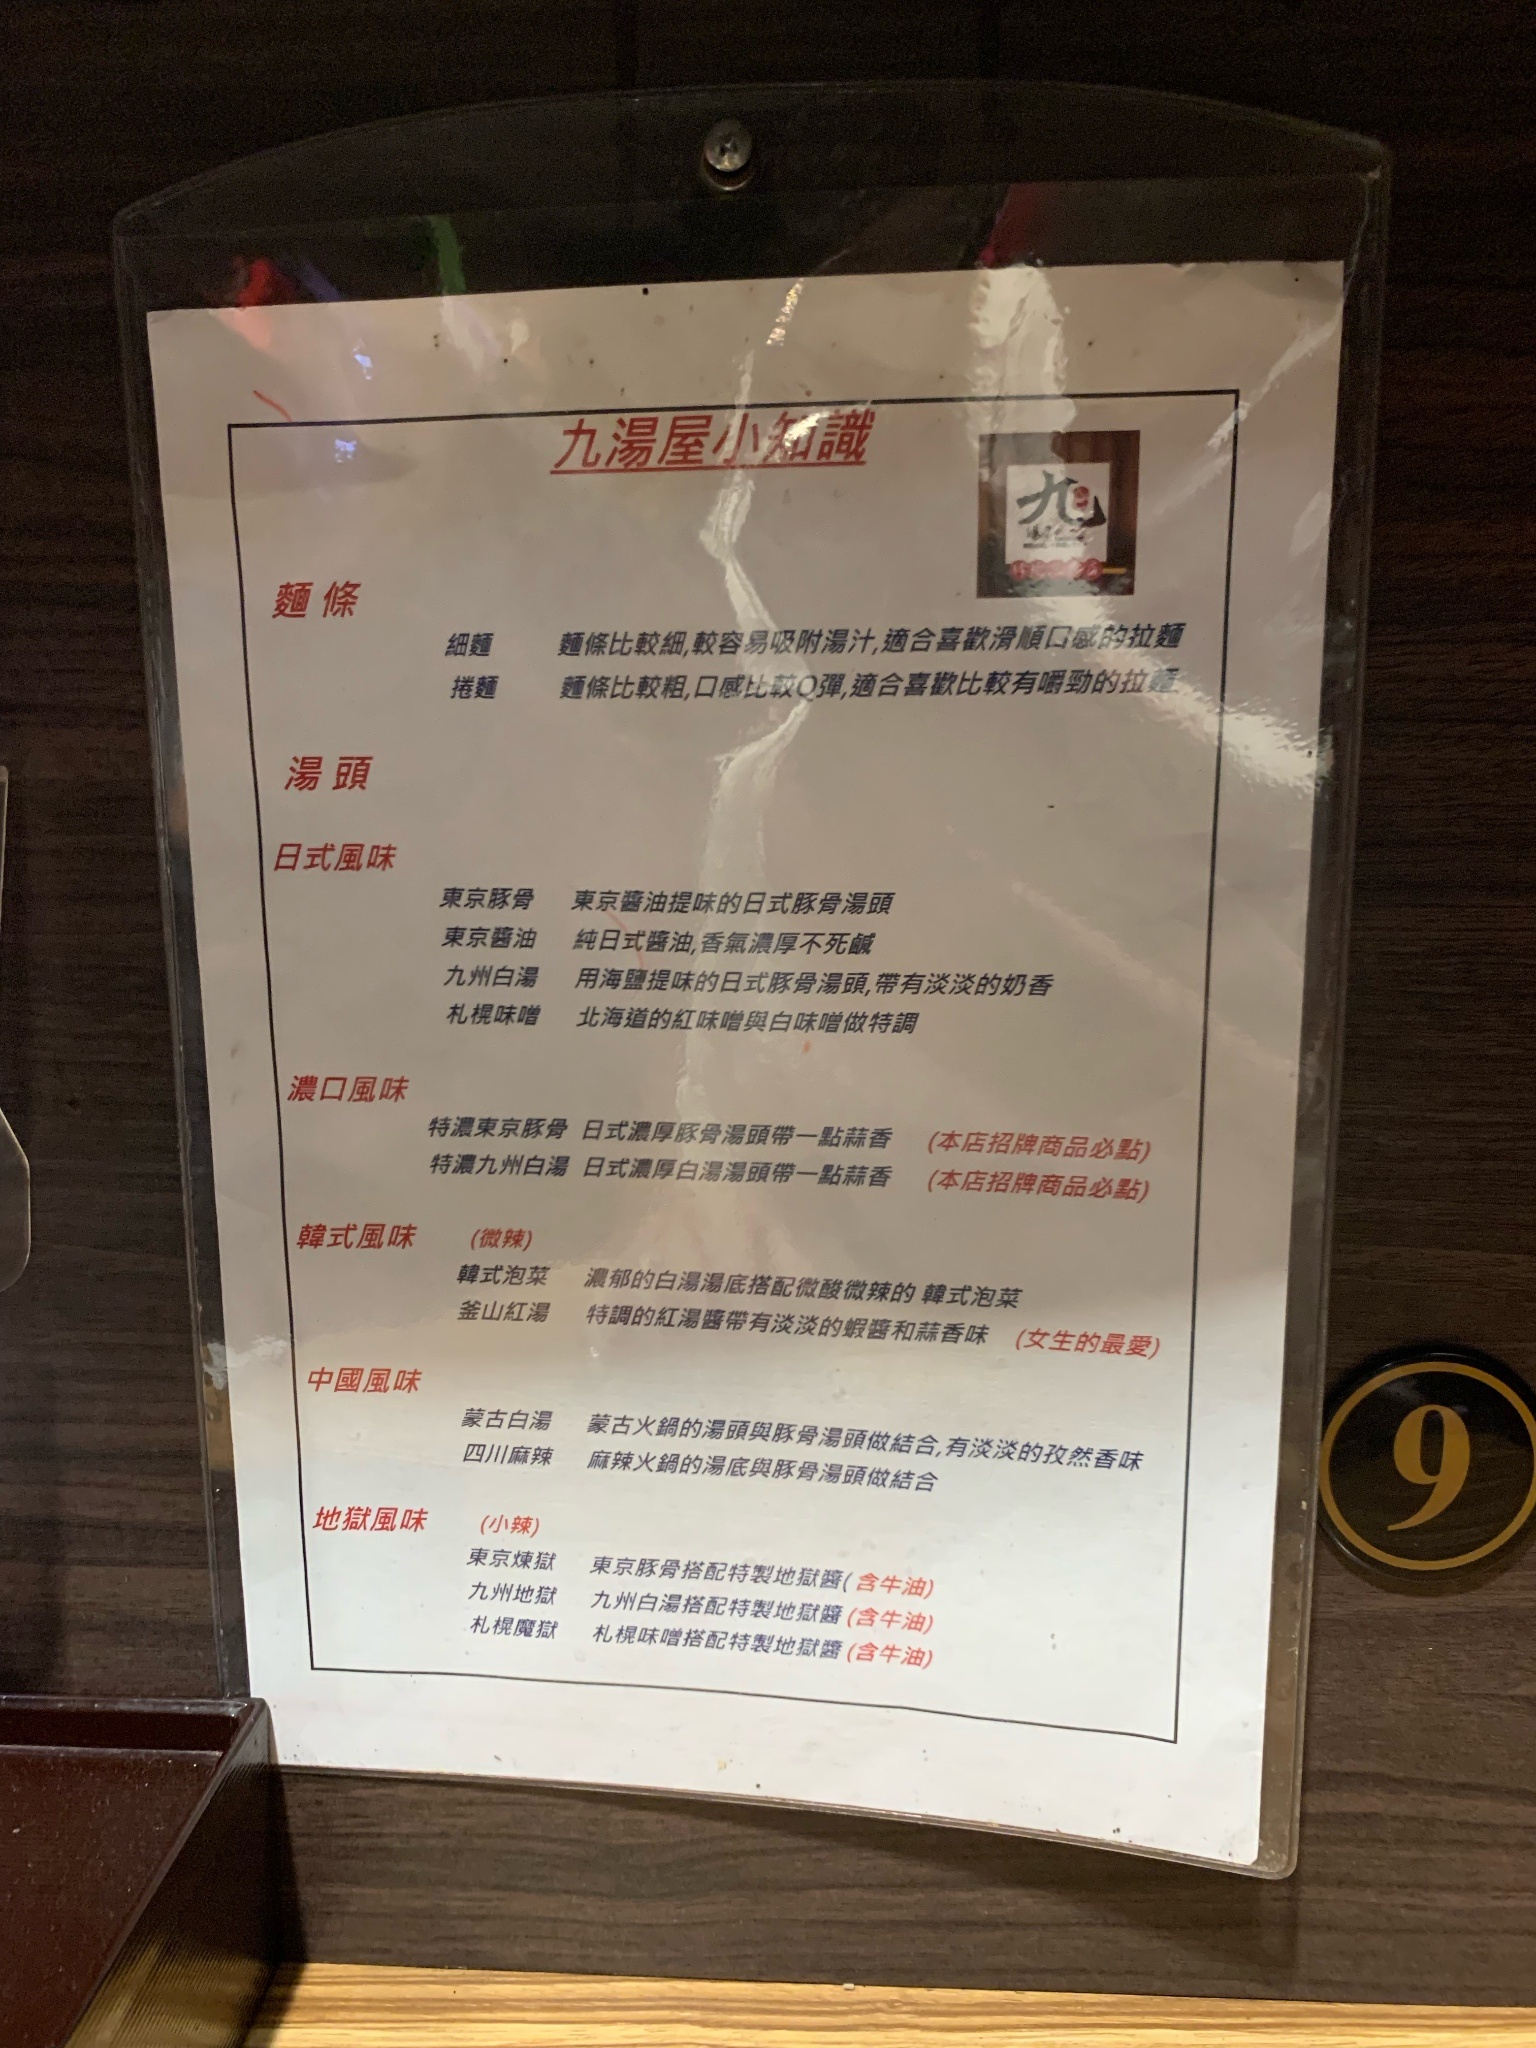 九湯屋小知識
九
麵條
細麵 麵條比較細,較容易吸附湯汁,適合喜歡滑順口感的拉麵
捲麵 麵條比較粗,口感比較Q彈,適合喜歡比較有嚼勁的拉麵
湯頭
日式風味
東京豚骨 東京醬油提味的日式豚骨湯頭
東京醬油 純日式醬油,香氣濃厚不死鹹
九州白湯 用海鹽提味的日式豚骨湯頭,帶有淡淡的奶香
札幌味噌 北海道的紅味噌與白味噌做特調
濃口風味
特濃東京豚骨 日式濃厚豚骨湯頭帶一點蒜香 (本店招牌商品必點)
特濃九州白湯 日式濃厚白湯湯頭帶一點蒜香 (本店招牌商品必點)
韓式風味 (微辣)
韓式泡菜 濃郁的白湯湯底搭配微酸微辣的 韓式泡菜
釜山紅湯 特調的紅湯醬帶有淡淡的蝦醬和蒜香味 (女生的最愛)
中國風味
蒙古白湯 蒙古火鍋的湯頭與豚骨湯頭做結合,有淡淡的孜然香味
四川麻辣 麻辣火鍋的湯底與豚骨湯頭做結合
地獄風味 (小辣)
東京煉獄 東京豚骨搭配特製地獄醬(含牛油)
九州地獄 九州白湯搭配特製地獄醬(含牛油)
札幌魔獄 札幌味噌搭配特製地獄醬(含牛油)
9